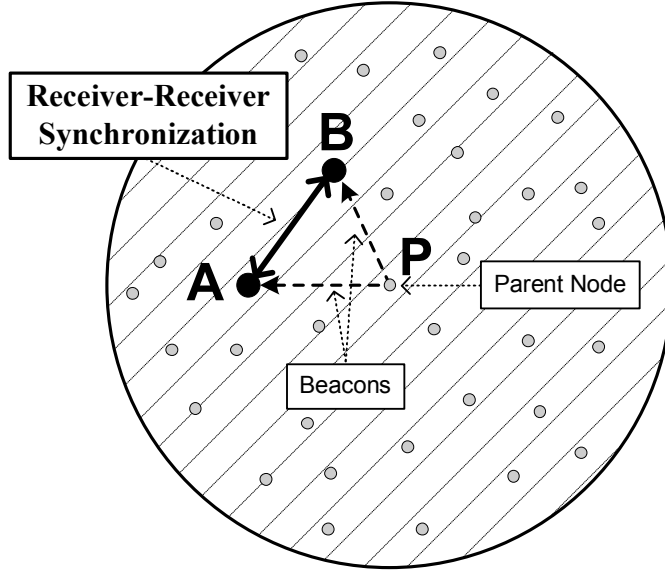 Receiver-Receiver
Synchronization
B
A
P
Parent Node
Beacons